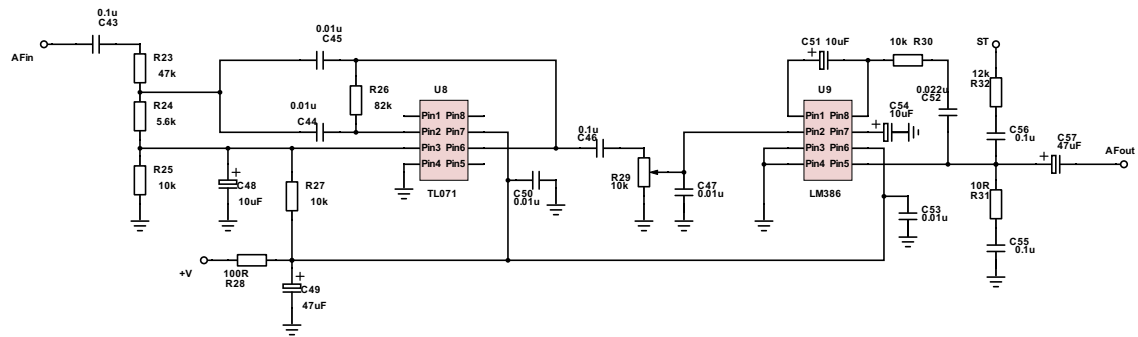 AFin
0.1u
C43
R23
47k
R24
5.6k
R25
10k
0.01u
C45
0.01u
C44
R26
82k
U8
Pin1 Pin8
Pin2 Pin7
Pin3 Pin6
Pin4 Pin5
TL071
C48
10uF
R27
10k
+V
100R
R28
C49
47uF
C50
0.01u
0.1u
C46
R29
10k
C47
0.01u
C51 10uF
10k R30
U9
Pin1 Pin8
Pin2 Pin7
Pin3 Pin6
Pin4 Pin5
LM386
C54
10uF
0.022u
C52
ST
12k
R32
C56
0.1u
C57
47uF
AFout
10R
R31
C53
0.01u
C55
0.1u